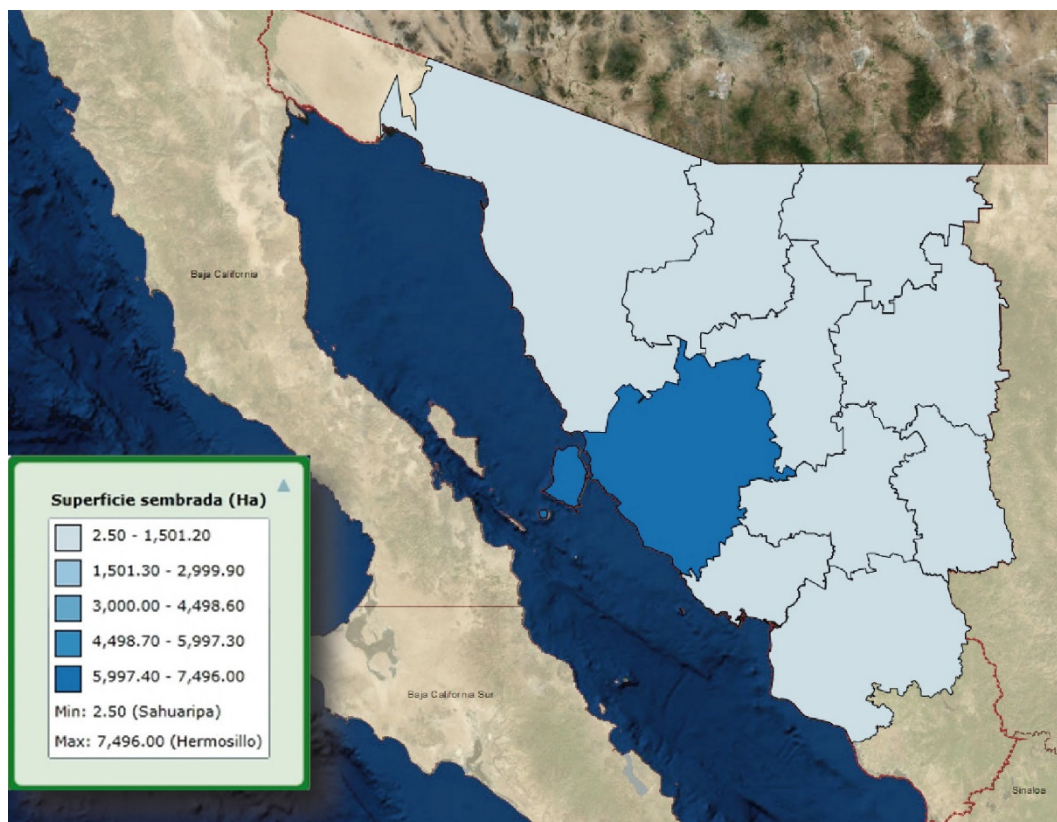 Baja California
Superficie sembrada (Ha)
2.50 - 1,501.20
1,501.30 - 2,999.90
3,000.00 - 4,498.60
4,498.70 - 5,997.30
5,997.40 - 7,496.00
Min: 2.50 (Sahuaripa)
Max: 7,496.00 (Hermosillo)
Baja California Sur
Sinaloa